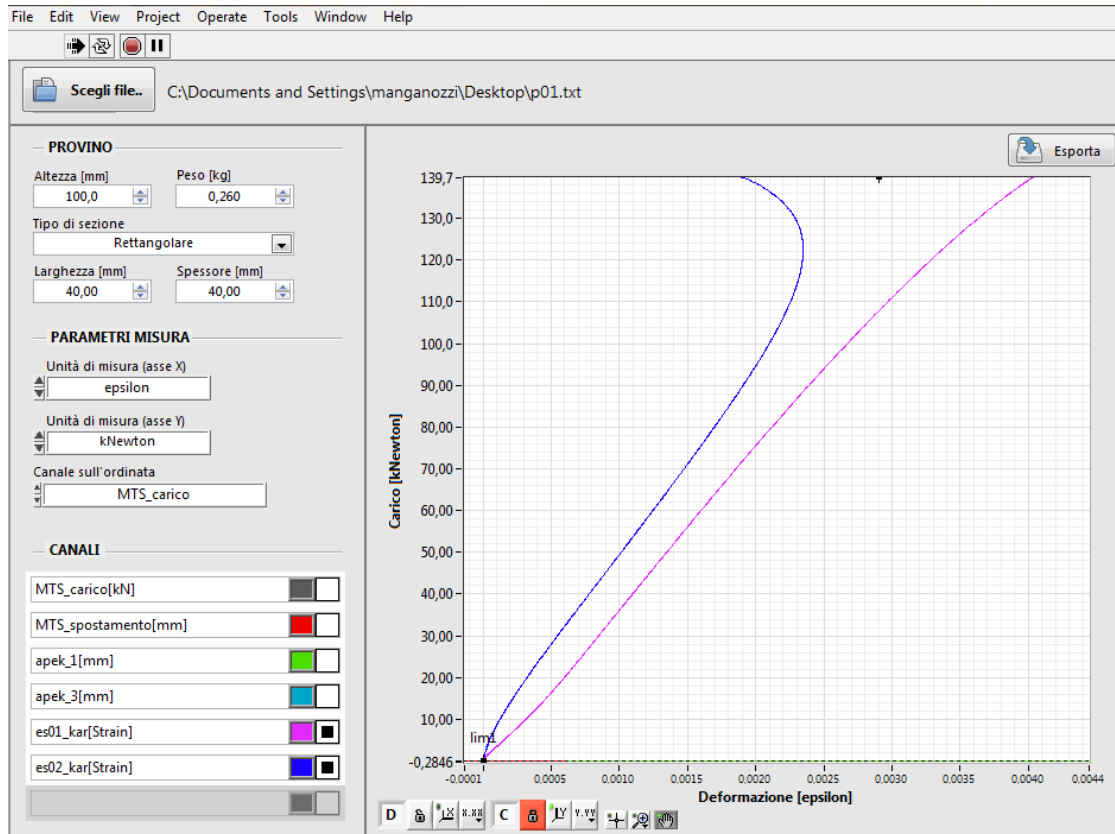 File Edit View Project Operate Tools Window Help
Scegli file.. C:\Documents and Settings\manganozzi\Desktop\p01.txt
PROVINO
Altezza [mm] Peso [kg]
100,0 0,260
Tipo di sezione
Rettangolare
Larghezza [mm] Spessore [mm]
40,00 40,00
PARAMETRI MISURA
Unità di misura (asse X)
epsilon
Unità di misura (asse Y)
kNewton
Canale sull'ordinata
MTS_carico
CANALI
MTS_carico[kN]
MTS_spostamento[mm]
apek_1[mm]
apek_3[mm]
es01_kar[Strain]
es02_kar[Strain]
Esporta
139,7
130,0
120,0
110,0
100,0
90,00
80,00
70,00
60,00
50,00
40,00
30,00
20,00
10,00
-0,2846
Carico [kNewton]
lim1
-0,0001 0,0005 0,0010 0,0015 0,0020 0,0025 0,0030 0,0035 0,0040 0,0044
Deformazione [epsilon]
D X X.XX C Y Y.YY